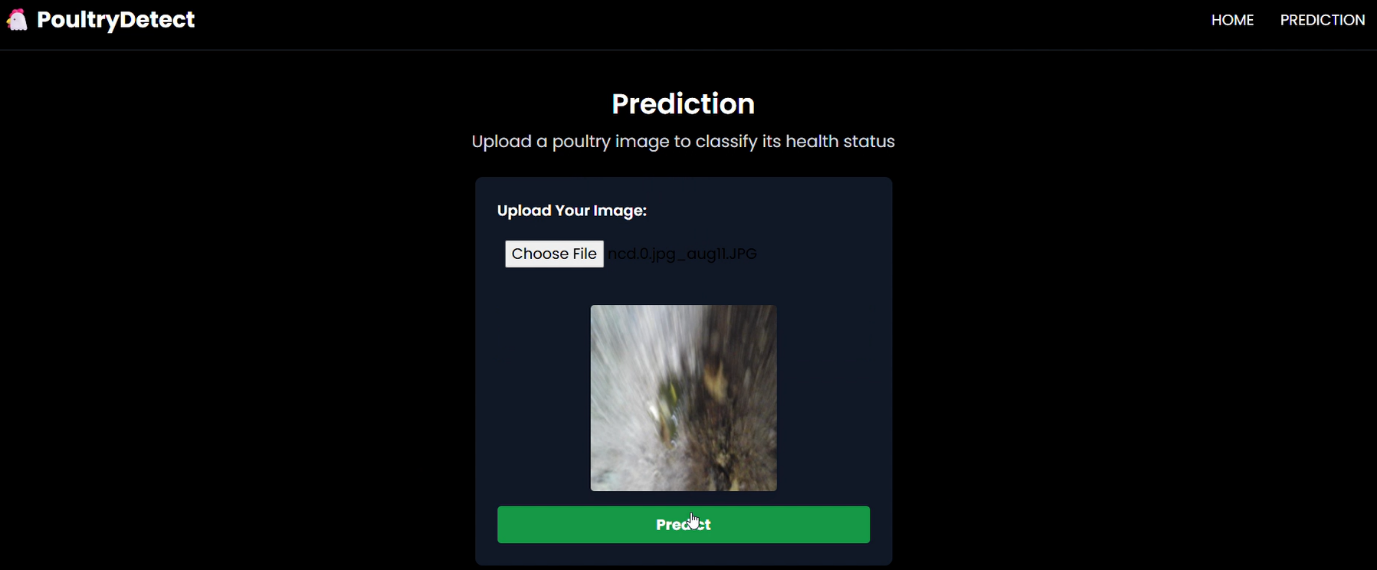 PoultryDetect
HOME PREDICTION
Prediction
Upload a poultry image to classify its health status
Upload Your Image:
Choose File ncd.0.jpg_aug11.JPG
Predict